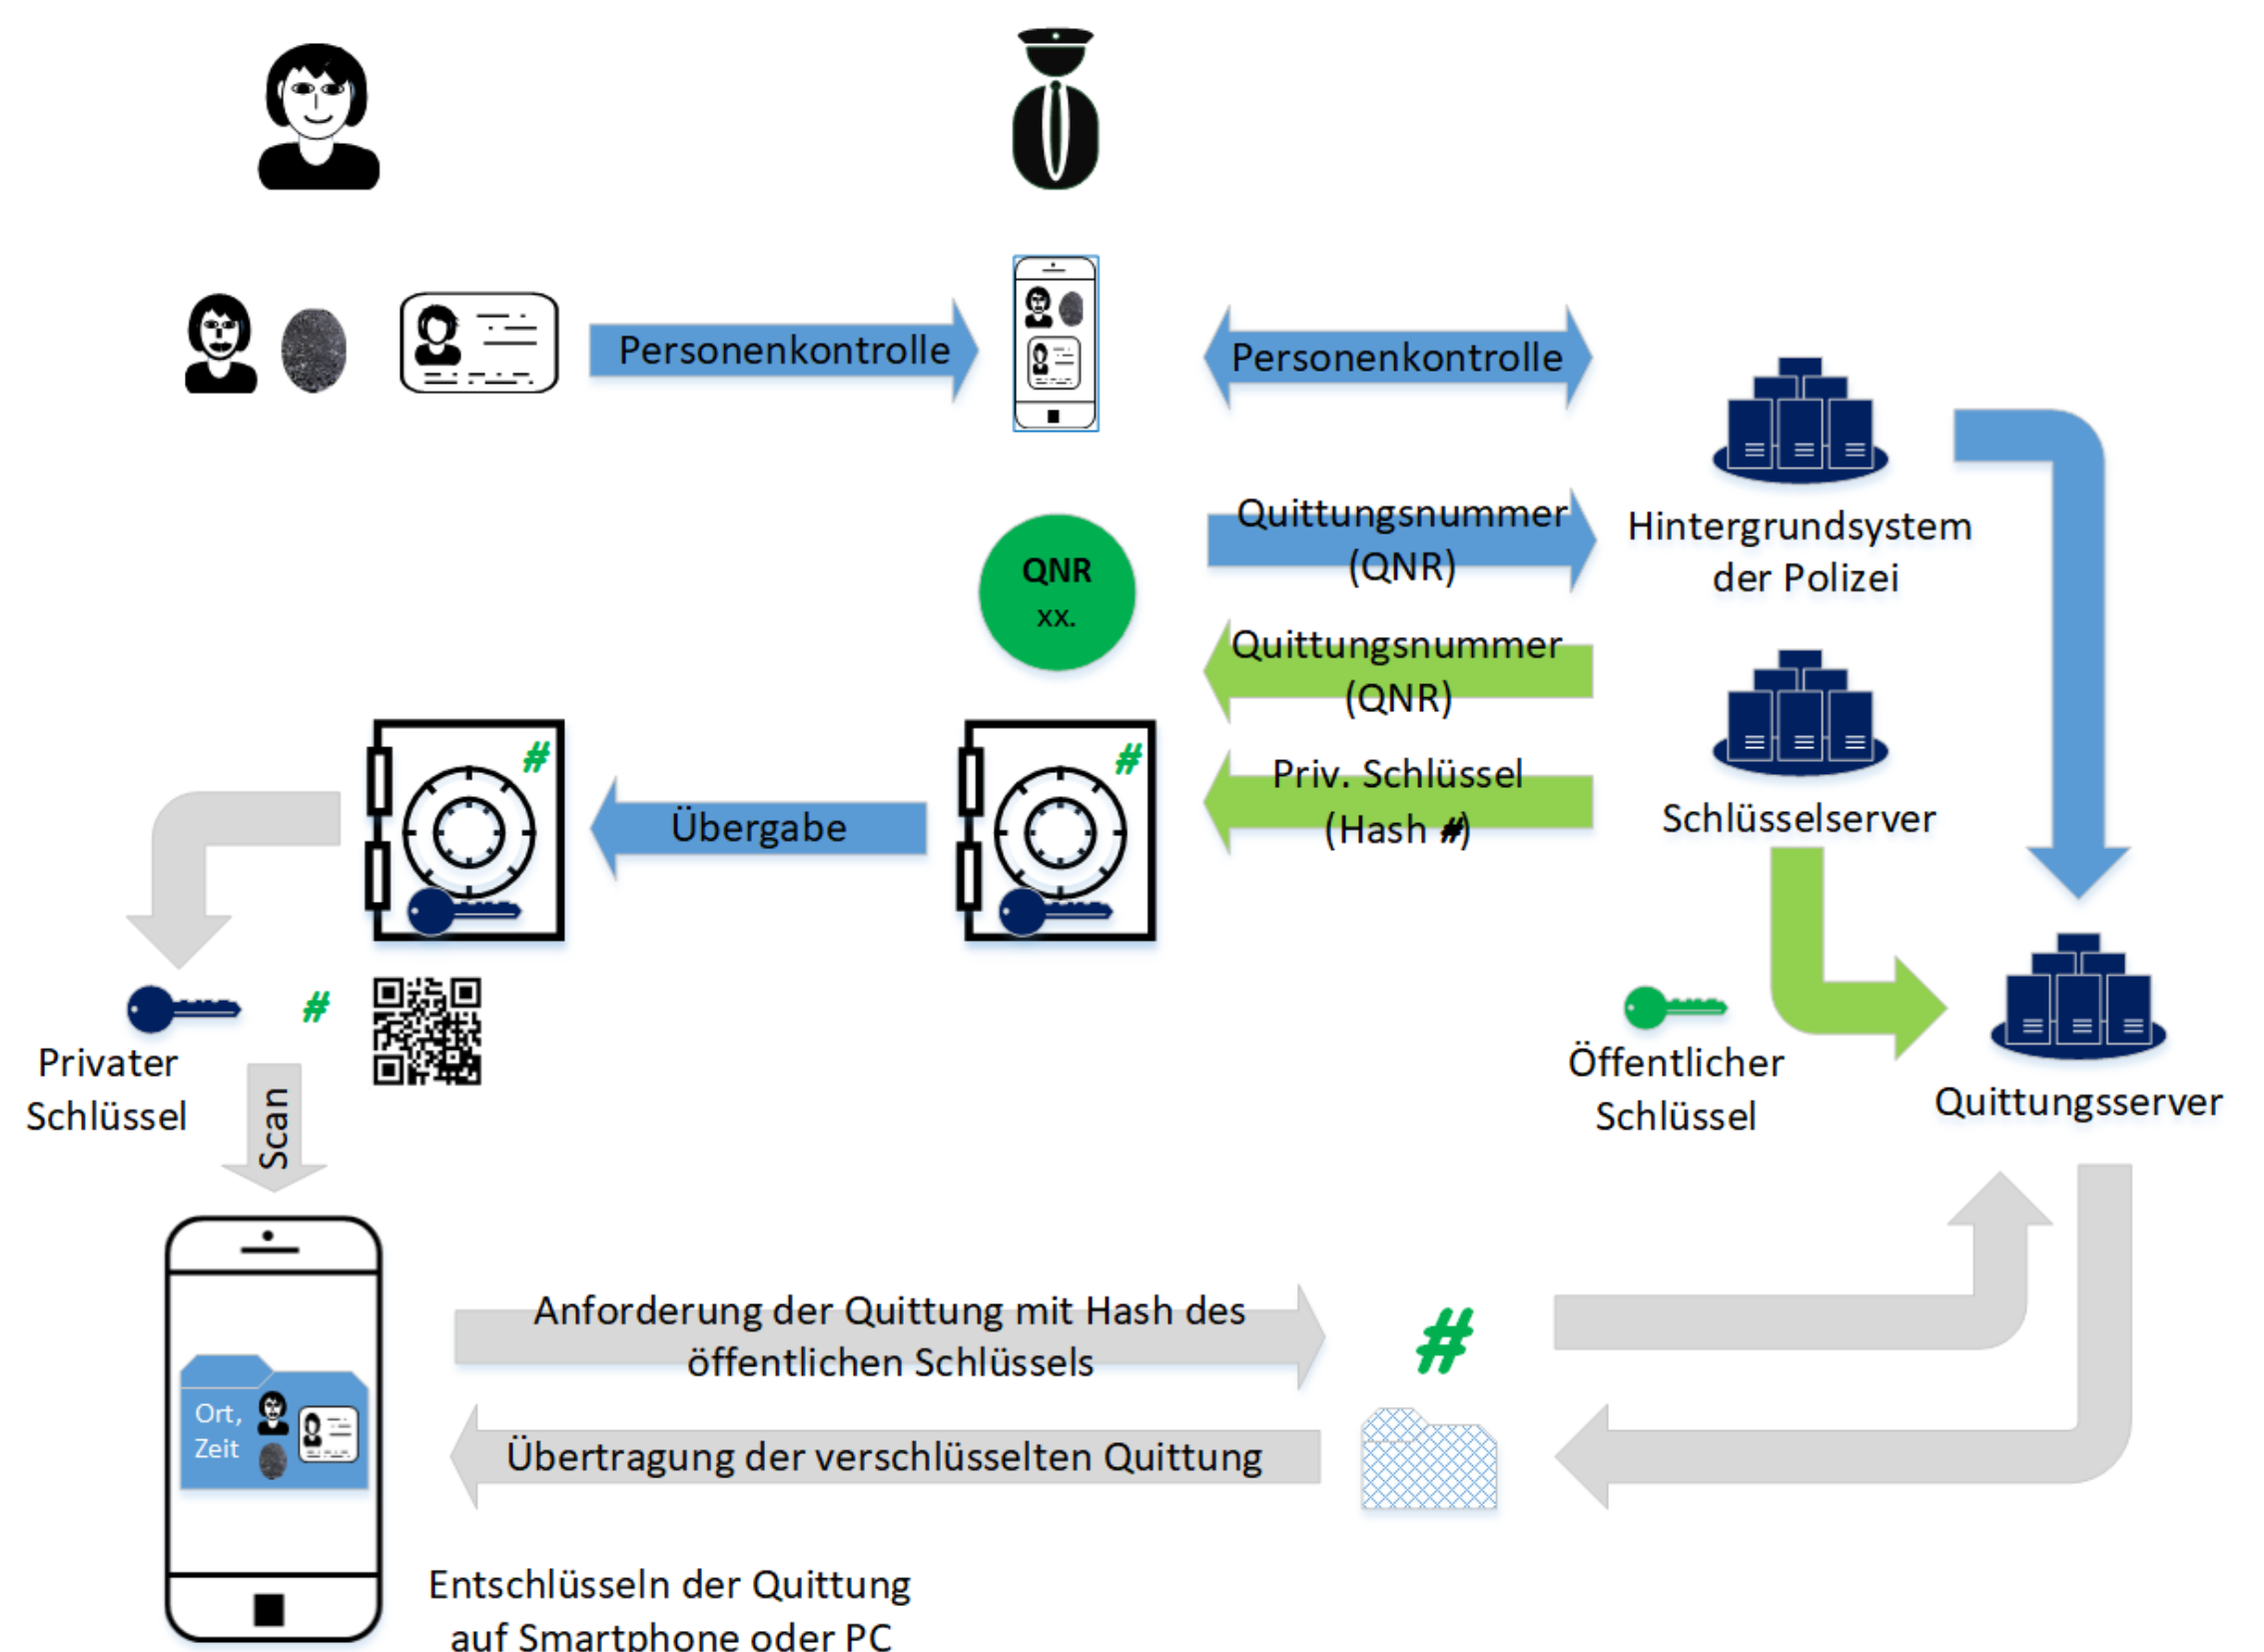 Personenkontrolle
Personenkontrolle
Hintergrundsystem
der Polizei
Quittungsnummer
(QNR)
QNR
xx.
Quittungsnummer
(QNR)
#
#
Priv. Schlüssel
(Hash #)
Schlüsselserver
Übergabe
#
Privater
Schlüssel
Scan
Öffentlicher
Schlüssel
Quittungsserver
Anforderung der Quittung mit Hash des
öffentlichen Schlüssels
#
Ort,
Zeit
Übertragung der verschlüsselten Quittung
Entschlüsseln der Quittung
auf Smartphone oder PC